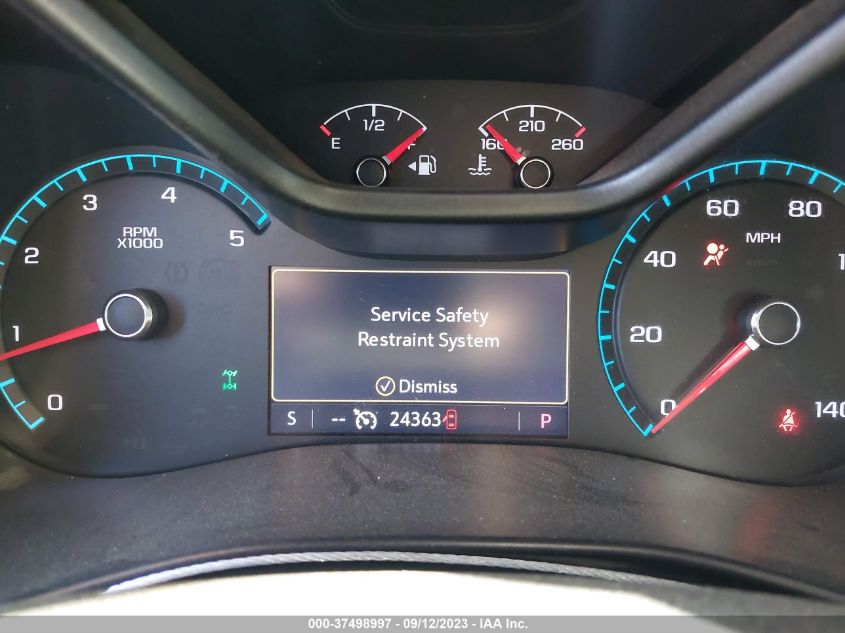 1/2
E F
160 210 260
4
3
5
RPM
X1000
2
1
0
60 80
MPH
40
20
0
140
Service Safety
Restraint System
Dismiss
S -- 24363 P
000-37498997 - 09/12/2023 - IAA Inc.